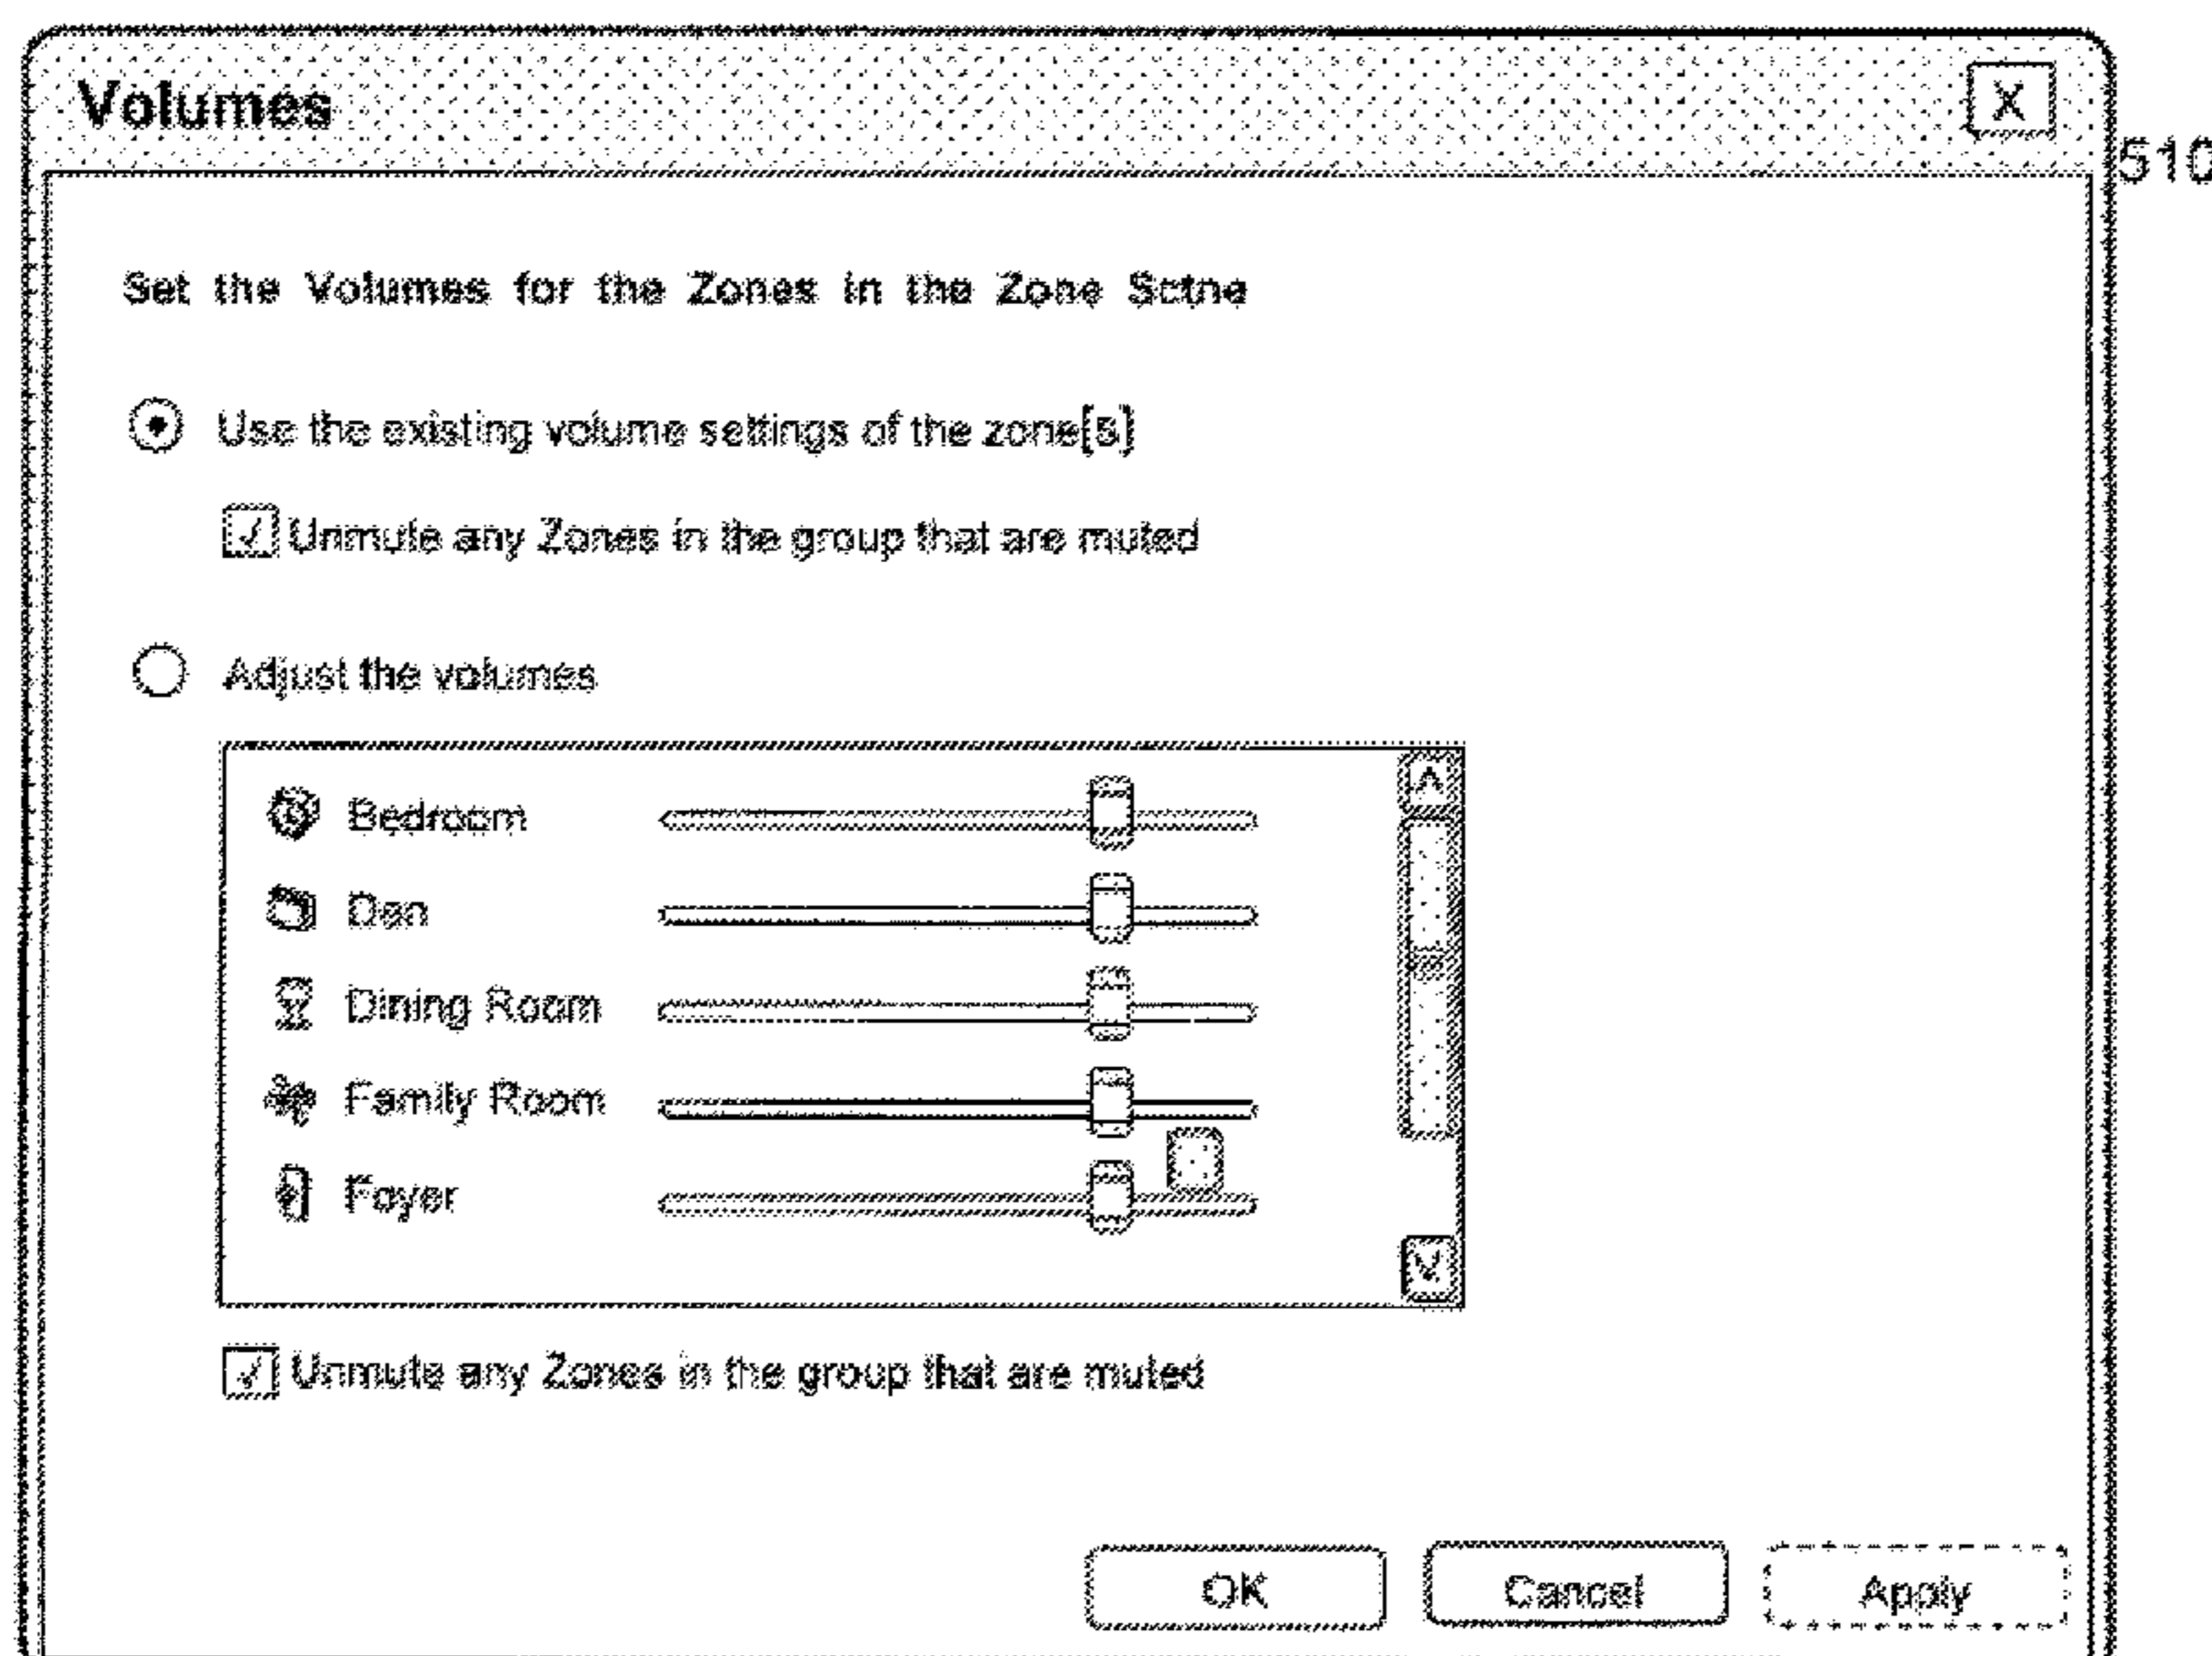 Volumes
X
510
Set the Volumes for the Zones in the Zone Sctne
Use the existing volume settings of the zone[s]
Unmute any Zones in the group that are muted
Adjust the volumes
Bedroom
Den
Dining Room
Family Room
Foyer
Unmute any Zones in the group that are muted
OK
Cancel
Apply